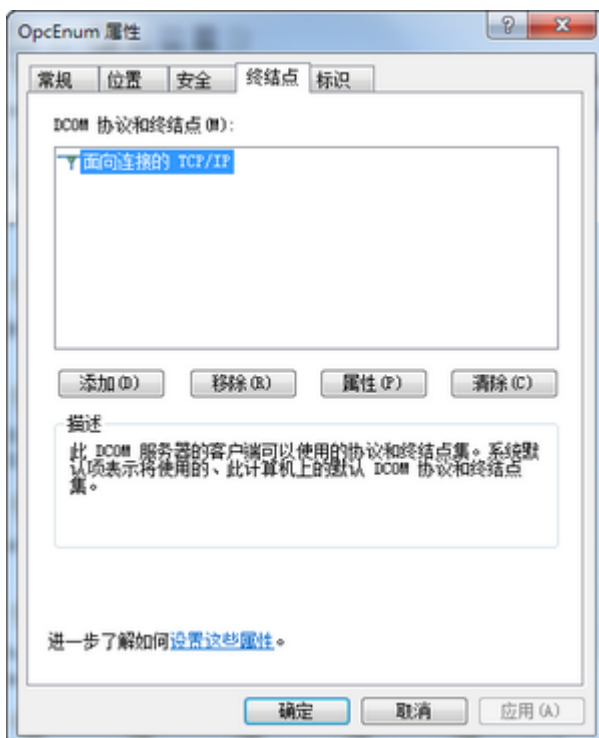 OpcEnum 属性
常规 位置 安全 终结点 标识
DCOM 协议和终结点(M):
面向连接的 TCP/IP
添加(D) 移除(R) 属性(P) 清除(C)
描述
此 DCOM 服务器的客户端可以使用的协议和终结点集。系统默
认项表示将使用的、此计算机上的默认 DCOM 协议和终结点
集。
进一步了解如何设置这些属性。
确定 取消 应用(A)